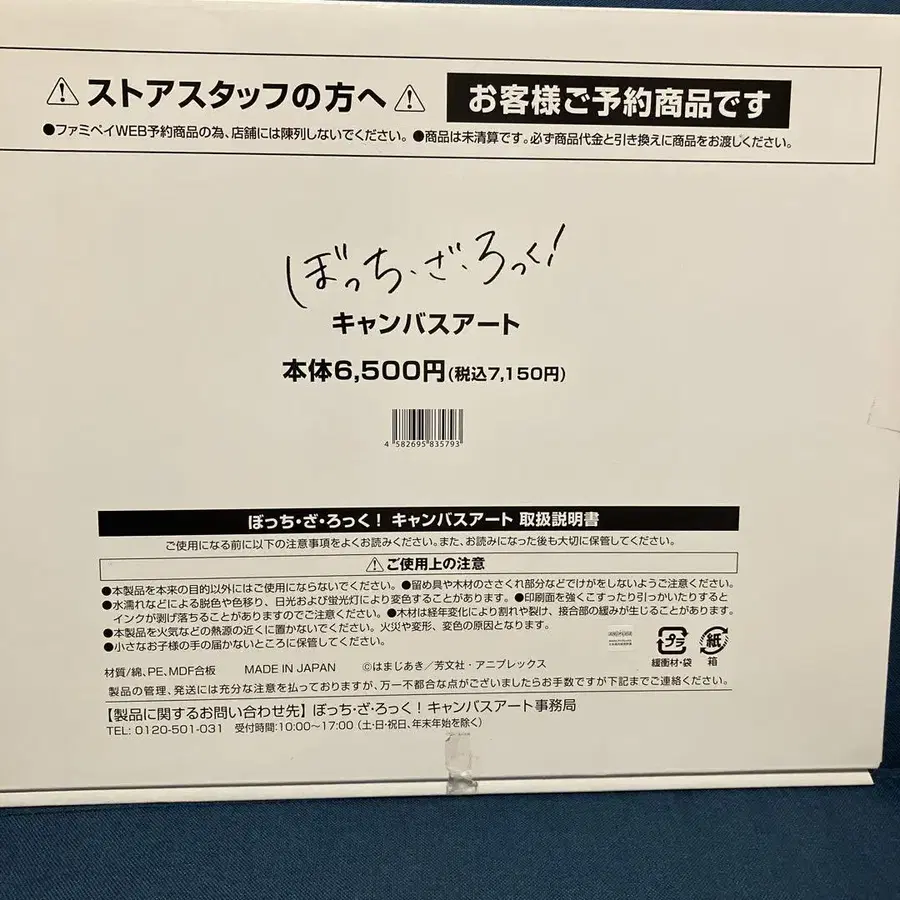 ストアスタッフの方へ お客様ご予約商品です
●ファミペイWEB予約商品の為、店舗には陳列しないでください。 ●商品は未清算です。必ず商品代金と引き換えに商品をお渡しください。
ぼっち・ざ・ろっく!
キャンバスアート
本体6,500円(税込7,150円)
4 582695 835793
ぼっち・ざ・ろっく! キャンバスアート 取扱説明書
ご使用になる前に以下の注意事項をよくお読みください。また、お読みになった後も大切に保管してください。
ご使用上の注意
●本製品を本来の目的以外にはご使用にならないでください。 ●留め具や木材のささくれ部分などでけがをしないようご注意ください。
●水濡れなどによる脱色や色移り、日光および蛍光灯により変色することがあります。 ●印刷面を強くこすったり引っかいたりすると
インクが剥げ落ちることがありますのでご注意ください。 ●木材は経年変化により割れや裂け、接合部の緩みが生じることがあります。
●本製品を火気などの熱源の近くに置かないでください。火災や変形、変色の原因となります。
●小さなお子様の手の届かないところに保管してください。
プラ 紙
緩衝材・袋 箱
材質/綿、PE、MDF合板 MADE IN JAPAN ©はまじあき/芳文社・アニプレックス
製品の管理、発送には充分な注意を払っておりますが、万一不都合な点がございましたらお手数ですが下記までご連絡ください。
【製品に関するお問い合わせ先】ぼっち・ざ・ろっく! キャンバスアート事務局
TEL: 0120-501-031 受付時間:10:00〜17:00 (土・日・祝日、年末年始を除く)